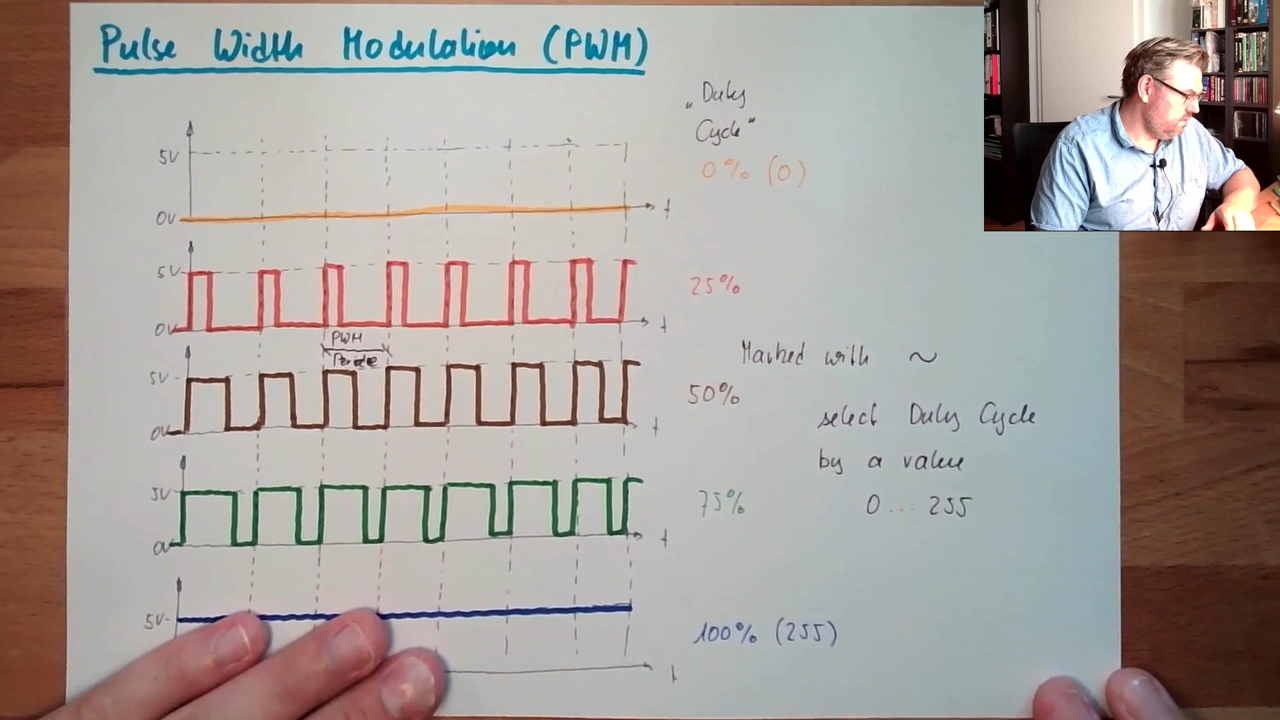 Pulse Width Modulation (PWM)
„Duty
Cycle"
5V
0V
t
0% (0)
5V
0V
t
25%
PWM
Periode
5V
0V
t
50%
Marked with ~
select Duty Cycle
by a value
0...255
5V
0V
t
75%
5V
t
100% (255)